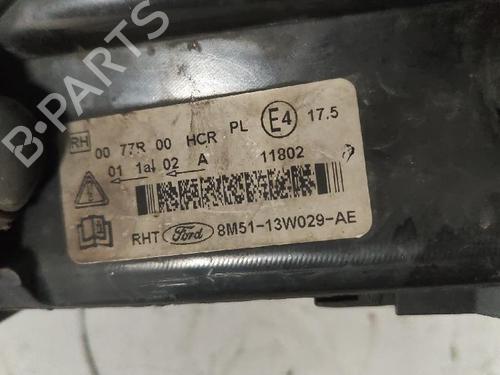 RH 00 77R 00 HCR PL E4 17.5
01 1a 02 A 11802
RHT Ford 8M51-13W029-AE
B-PARTS